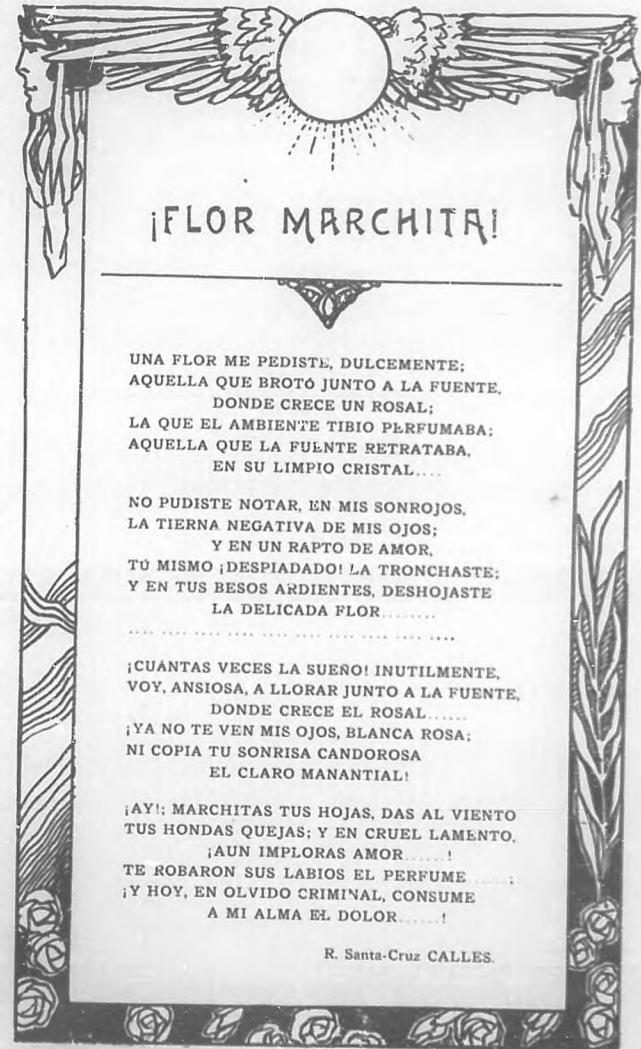 ¡FLOR MARCHITA!
UNA FLOR ME PEDISTE, DULCEMENTE;
AQUELLA QUE BROTÓ JUNTO A LA FUENTE,
DONDE CRECE UN ROSAL;
LA QUE EL AMBIENTE TIBIO PERFUMABA;
AQUELLA QUE LA FUENTE RETRATABA,
EN SU LIMPIO CRISTAL....
NO PUDISTE NOTAR, EN MIS SONROJOS,
LA TIERNA NEGATIVA DE MIS OJOS;
Y EN UN RAPTO DE AMOR,
TÚ MISMO ¡DESPIADADO! LA TRONCHASTE;
Y EN TUS BESOS ARDIENTES, DESHOJASTE
LA DELICADA FLOR........
.... .... .... .... .... .... .... .... .... .... ....
¡CUÁNTAS VECES LA SUEÑO! INUTILMENTE,
VOY, ANSIOSA, A LLORAR JUNTO A LA FUENTE,
DONDE CRECE EL ROSAL......
¡YA NO TE VEN MIS OJOS, BLANCA ROSA;
NI COPIA TU SONRISA CANDOROSA
EL CLARO MANANTIAL!
¡AY!; MARCHITAS TUS HOJAS, DAS AL VIENTO
TUS HONDAS QUEJAS; Y EN CRUEL LAMENTO,
¡AUN IMPLORAS AMOR......!
TE ROBARON SUS LABIOS EL PERFUME......;
¡Y HOY, EN OLVIDO CRIMINAL, CONSUME
A MI ALMA EL DOLOR......!
R. Santa-Cruz CALLES.